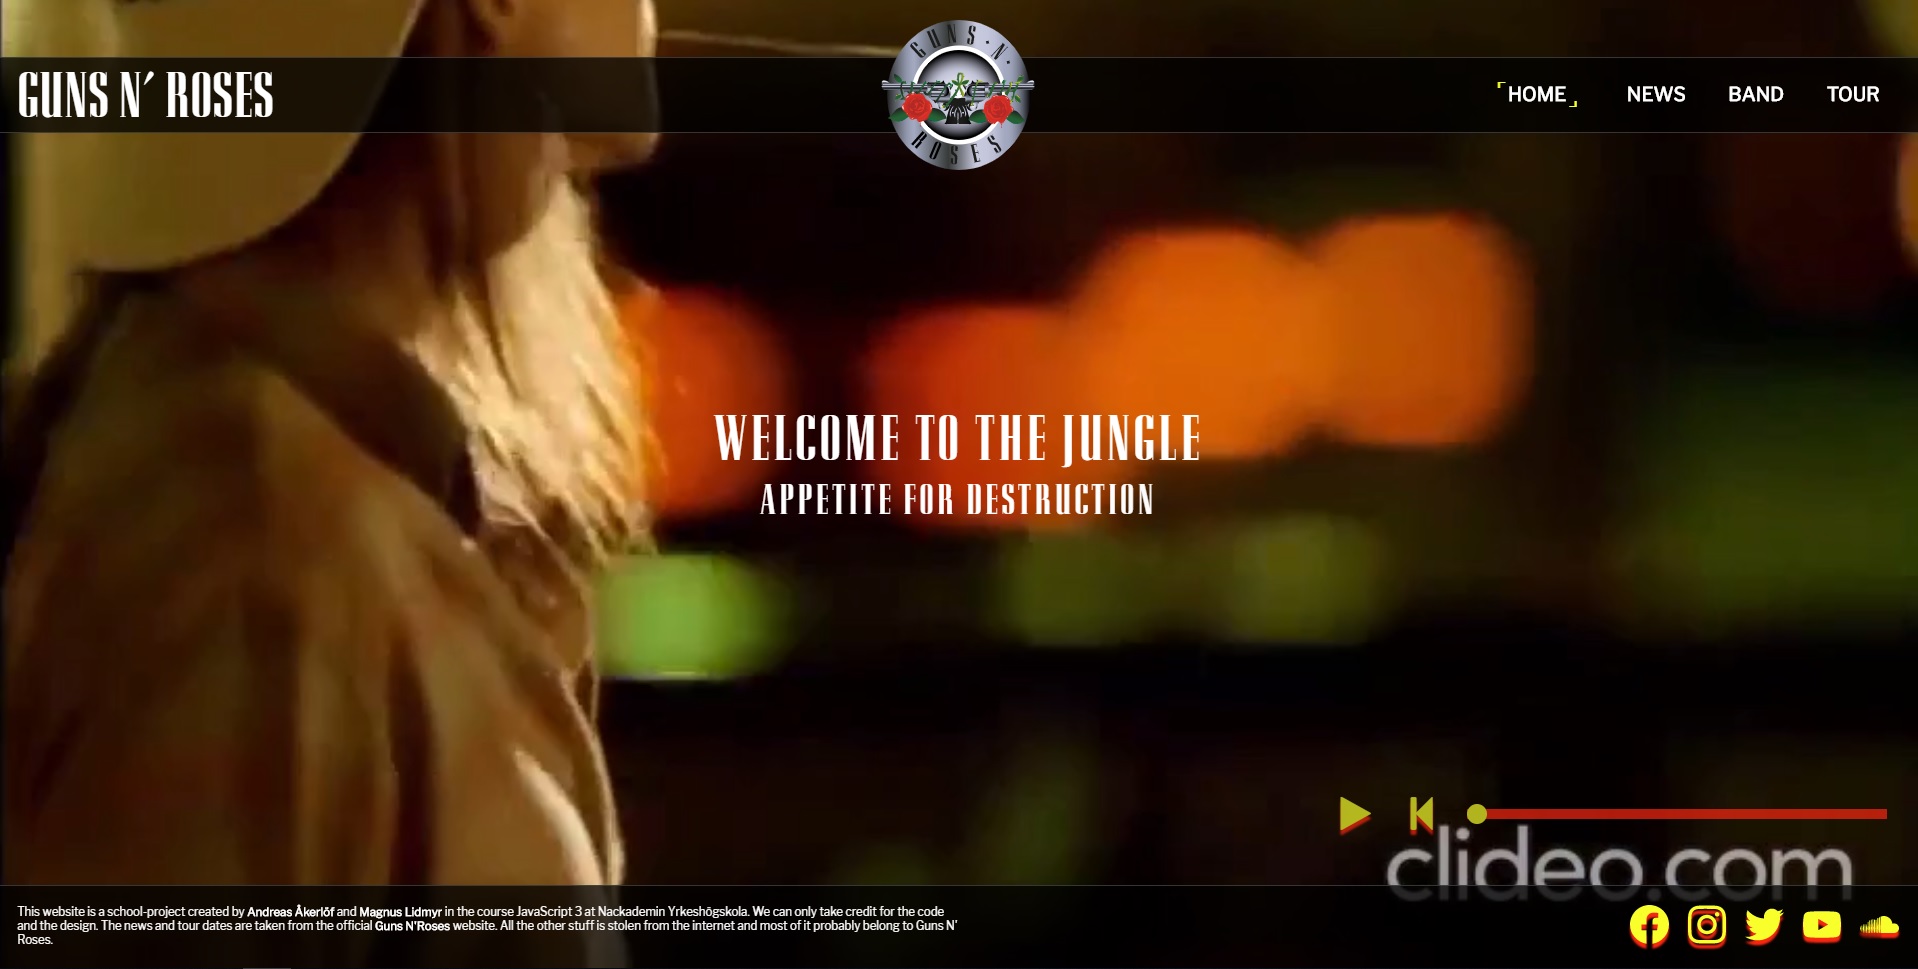 GUNS N' ROSES
GUNS · N ·
ROSES
HOME
NEWS
BAND
TOUR
WELCOME TO THE JUNGLE
APPETITE FOR DESTRUCTION
clideo.com
This website is a school-project created by Andreas Åkerlöf and Magnus Lidmyr in the course JavaScript 3 at Nackademin Yrkeshögskola. We can only take credit for the code
and the design. The news and tour dates are taken from the official Guns N'Roses website. All the other stuff is stolen from the internet and most of it probably belong to Guns N'
Roses.